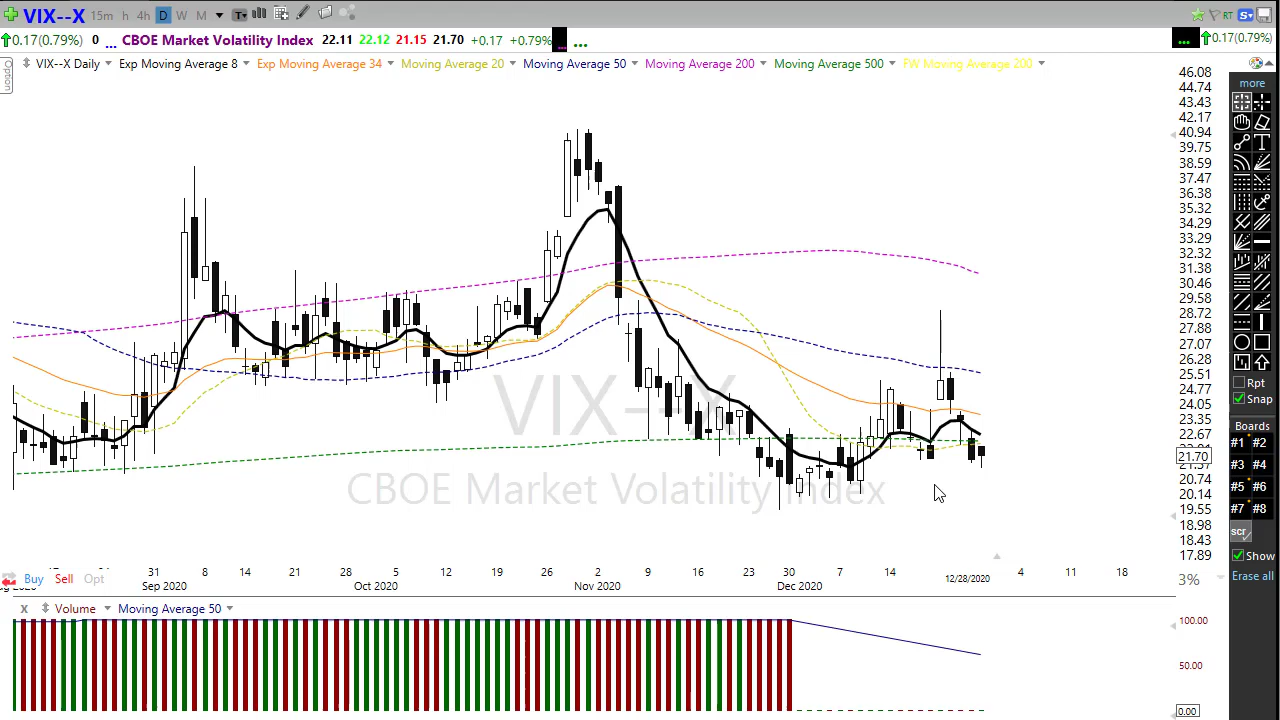 VIX--X 15m h 4h D W M T RT S
0.17(0.79%) 0 ... CBOE Market Volatility Index 22.11 22.12 21.15 21.70 +0.17 +0.79% ... ... 0.17(0.79%)
Option
VIX--X Daily Exp Moving Average 8 Exp Moving Average 34 Moving Average 20 Moving Average 50 Moving Average 200 Moving Average 500 FW Moving Average 200
46.08
44.74
43.43
42.17
40.94
39.75
38.59
37.47
36.38
35.32
34.29
33.29
32.32
31.38
30.46
29.58
28.72
27.88
27.07
26.28
25.51
24.77
24.05
23.35
22.67
21.70
20.74
20.14
19.55
18.98
18.43
17.89
more
T
Rpt
Snap
Boards
#1 #2
#3 #4
#5 #6
#7 #8
scr
Show
Erase all
VIX--X
CBOE Market Volatility Index
31 8 14 21 28 5 12 19 26 2 9 16 23 30 7 14 4 11 18
Sep 2020 Oct 2020 Nov 2020 Dec 2020 12/28/2020
Buy Sell Opt 3%
X Volume Moving Average 50
100.00
50.00
0.00